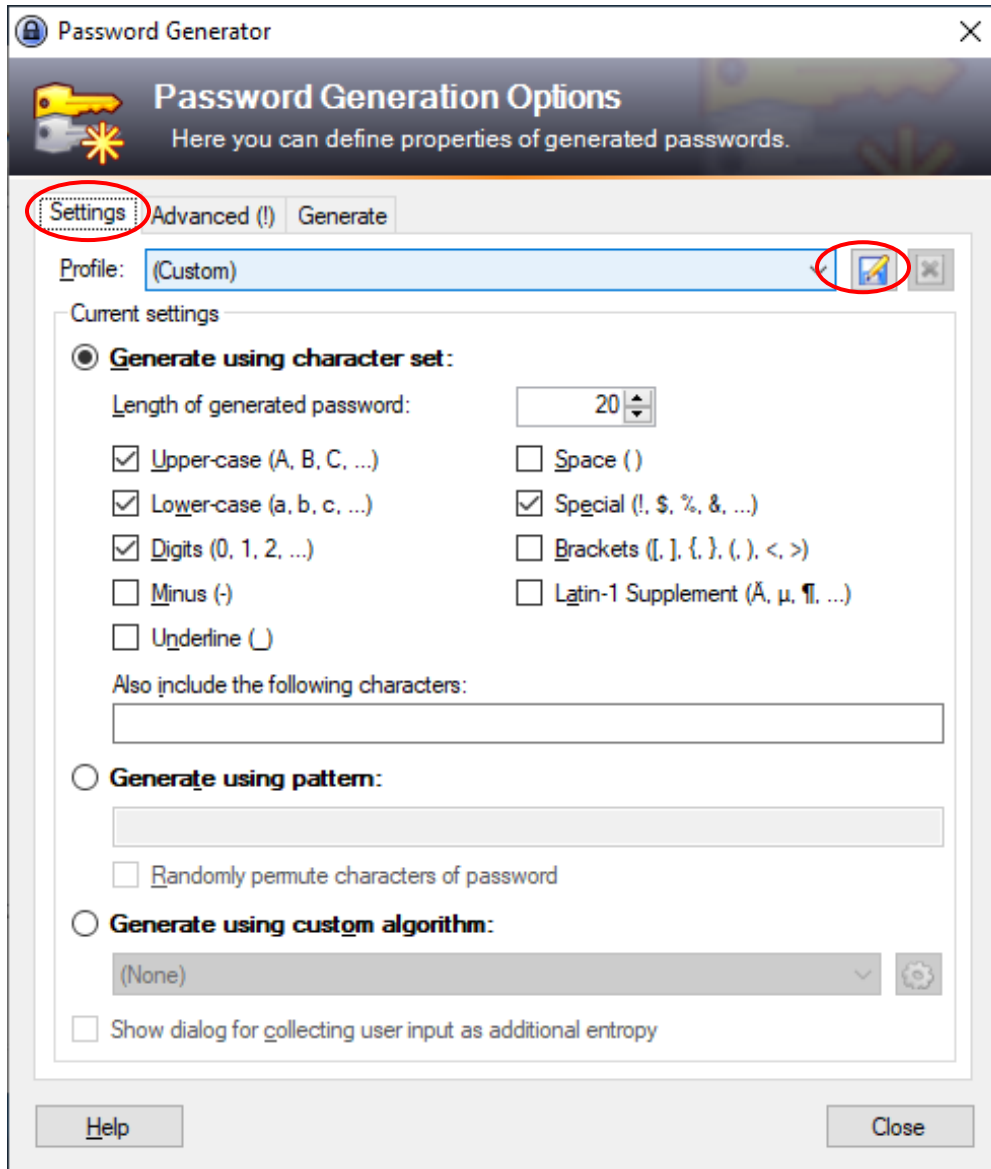 Password Generator
Password Generation Options
Here you can define properties of generated passwords.
Settings Advanced (!) Generate
Profile: (Custom)
Current settings
Generate using character set:
Length of generated password: 20
Upper-case (A, B, C, ...) Space ( )
Lower-case (a, b, c, ...) Special (!, $, %, &, ...)
Digits (0, 1, 2, ...) Brackets ([, ], {, }, (, ), <, >)
Minus (-) Latin-1 Supplement (Ä, µ, ¶, ...)
Underline (_)
Also include the following characters:
Generate using pattern:
Randomly permute characters of password
Generate using custom algorithm:
(None)
Show dialog for collecting user input as additional entropy
Help Close